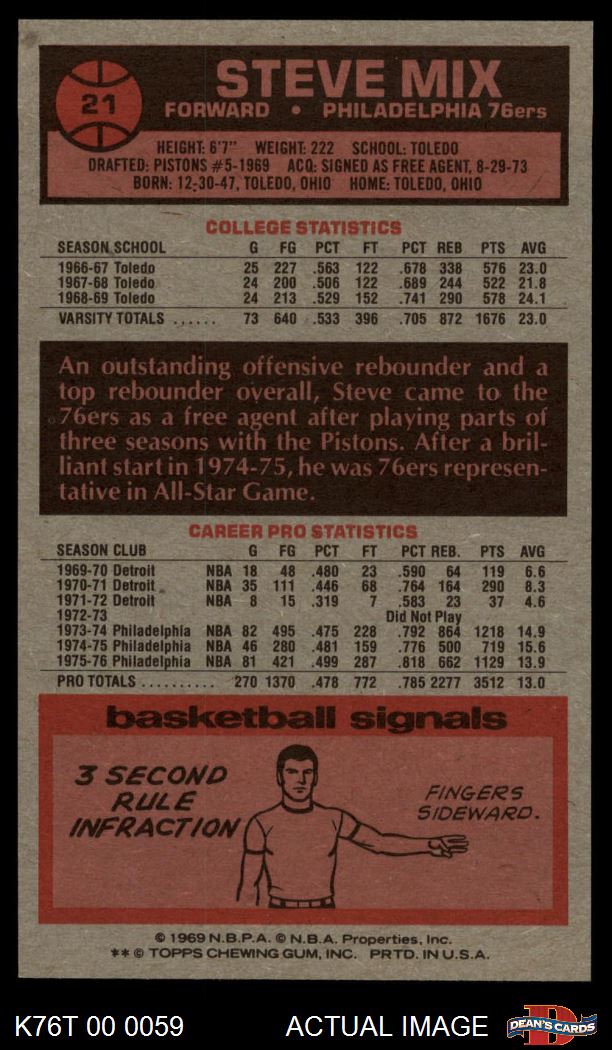 21
STEVE MIX
FORWARD • PHILADELPHIA 76ers
HEIGHT: 6'7" WEIGHT: 222 SCHOOL: TOLEDO
DRAFTED: PISTONS #5-1969 ACQ: SIGNED AS FREE AGENT, 8-29-73
BORN: 12-30-47, TOLEDO, OHIO HOME: TOLEDO, OHIO
COLLEGE STATISTICS
SEASON SCHOOL G FG PCT FT PCT REB PTS AVG
1966-67 Toledo 25 227 .563 122 .678 338 576 23.0
1967-68 Toledo 24 200 .506 122 .689 244 522 21.8
1968-69 Toledo 24 213 .529 152 .741 290 578 24.1
VARSITY TOTALS ...... 73 640 .533 396 .705 872 1676 23.0
An outstanding offensive rebounder and a
top rebounder overall, Steve came to the
76ers as a free agent after playing parts of
three seasons with the Pistons. After a bril-
liant start in 1974-75, he was 76ers represen-
tative in All-Star Game.
CAREER PRO STATISTICS
SEASON CLUB G FG PCT FT PCT REB. PTS AVG
1969-70 Detroit NBA 18 48 .480 23 .590 64 119 6.6
1970-71 Detroit NBA 35 111 .446 68 .764 164 290 8.3
1971-72 Detroit NBA 8 15 .319 7 .583 23 37 4.6
1972-73 Did Not Play
1973-74 Philadelphia NBA 82 495 .475 228 .792 864 1218 14.9
1974-75 Philadelphia NBA 46 280 .481 159 .776 500 719 15.6
1975-76 Philadelphia NBA 81 421 .499 287 .818 662 1129 13.9
PRO TOTALS .......... 270 1370 .478 772 .785 2277 3512 13.0
basketball signals
3 SECOND
RULE
INFRACTION
FINGERS
SIDEWARD.
© 1969 N.B.P.A. © N.B.A. Properties, Inc.
** © TOPPS CHEWING GUM, INC. PRTD. IN U.S.A.
K76T 00 0059 ACTUAL IMAGE
D
DEAN'S CARDS